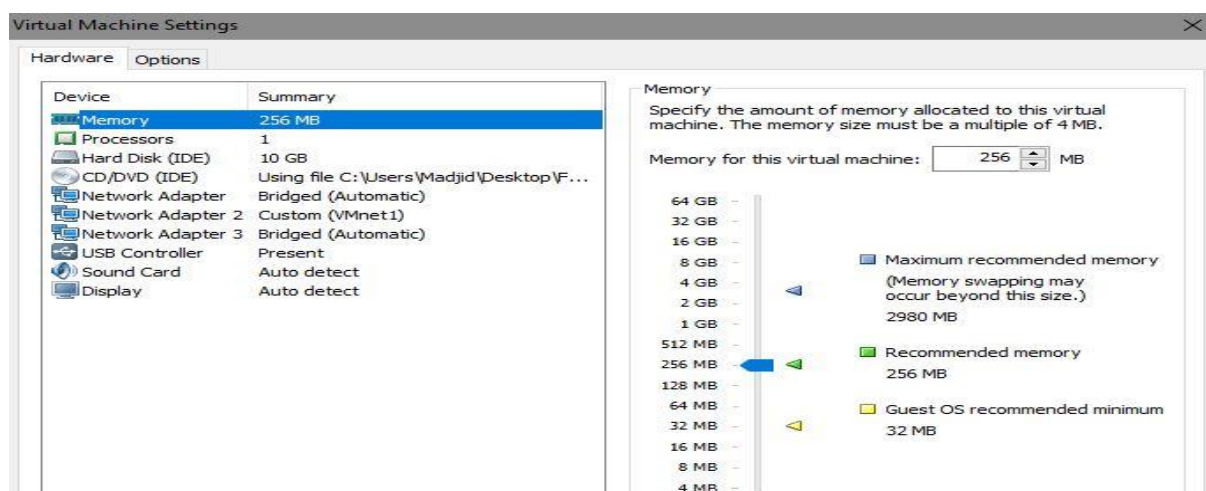 Virtual Machine Settings
Hardware Options
Device Summary
Memory 256 MB
Processors 1
Hard Disk (IDE) 10 GB
CD/DVD (IDE) Using file C:\Users\Madjid\Desktop\F...
Network Adapter Bridged (Automatic)
Network Adapter 2 Custom (VMnet1)
Network Adapter 3 Bridged (Automatic)
USB Controller Present
Sound Card Auto detect
Display Auto detect
Memory
Specify the amount of memory allocated to this virtual
machine. The memory size must be a multiple of 4 MB.
Memory for this virtual machine: 256 MB
64 GB
32 GB
16 GB
8 GB
4 GB
2 GB
1 GB
512 MB
256 MB
128 MB
64 MB
32 MB
16 MB
8 MB
4 MB
Maximum recommended memory
(Memory swapping may
occur beyond this size.)
2980 MB
Recommended memory
256 MB
Guest OS recommended minimum
32 MB